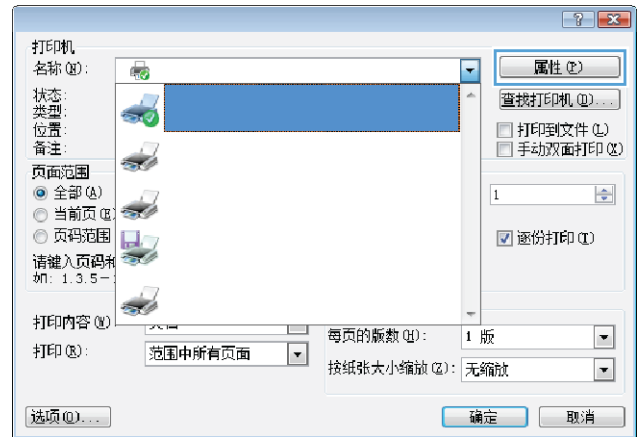 打印机
名称(N):
属性(P)
状态:
查找打印机(D)...
类型:
位置:
打印到文件(L)
备注:
手动双面打印(X)
页面范围
全部(A)
1
当前页(E)
页码范围
逐份打印(T)
请键入页码和
如: 1.3.5-
打印内容(W):
每页的版数(H):
1 版
打印(R):
范围中所有页面
按纸张大小缩放(Z):
无缩放
选项(O)...
确定
取消